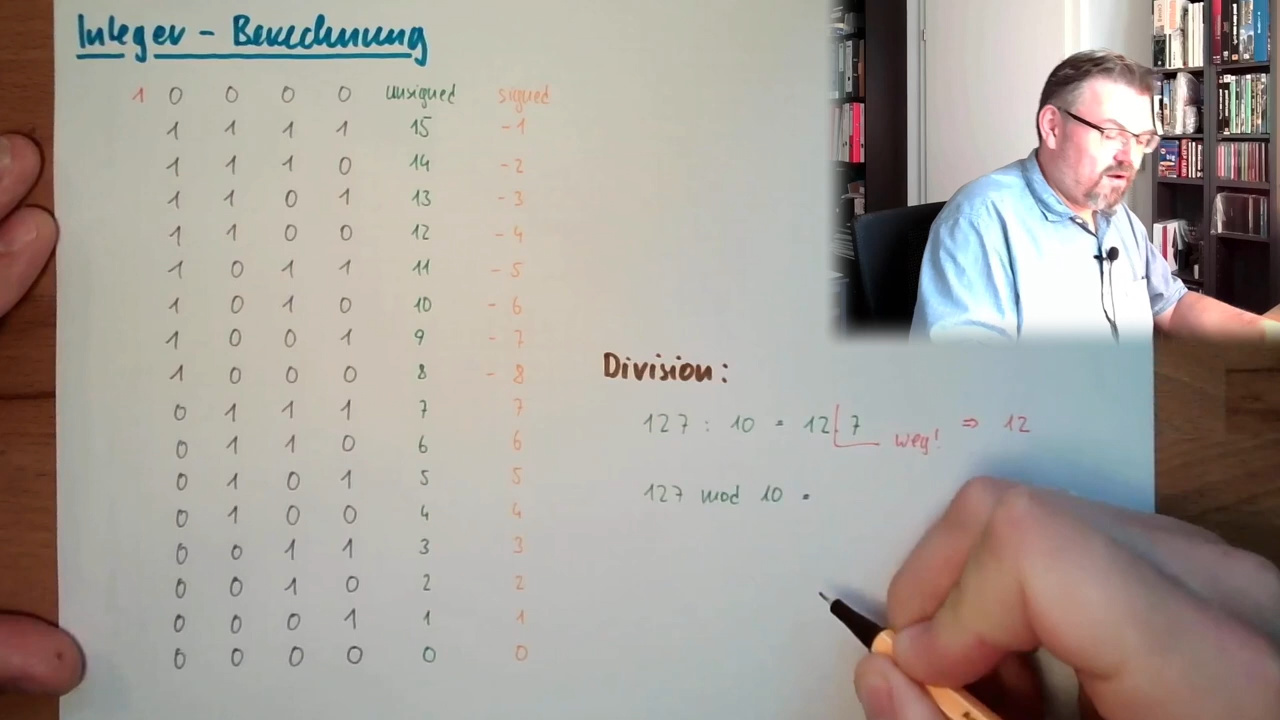 Integer - Berechnung
1 0 0 0 0 unsigned signed
1 1 1 1 15 -1
1 1 1 0 14 -2
1 1 0 1 13 -3
1 1 0 0 12 -4
1 0 1 1 11 -5
1 0 1 0 10 -6
1 0 0 1 9 -7
1 0 0 0 8 -8
0 1 1 1 7 7
0 1 1 0 6 6
0 1 0 1 5 5
0 1 0 0 4 4
0 0 1 1 3 3
0 0 1 0 2 2
0 0 0 1 1 1
0 0 0 0 0 0
Division:
127 : 10 = 12.7 weg! ⇒ 12
127 mod 10 =